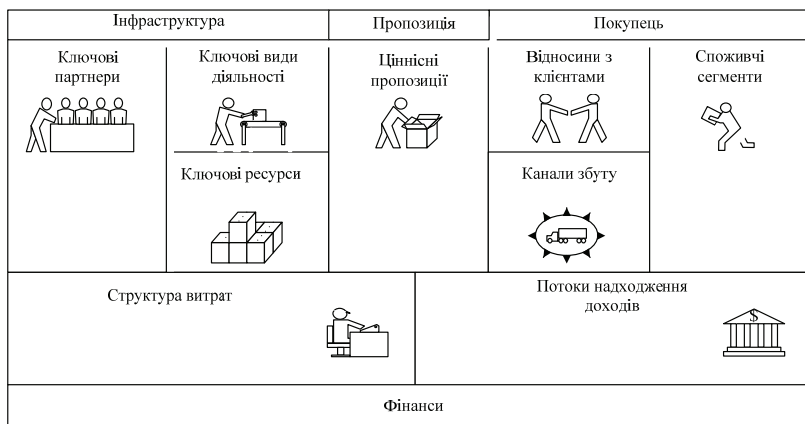 Інфраструктура
Пропозиція
Покупець
Ключові
партнери
Ключові види
діяльності
Ціннісні
пропозиції
Відносини з
клієнтами
Споживчі
сегменти
Ключові ресурси
Канали збуту
Структура витрат
Потоки надходження
доходів
$
Фінанси